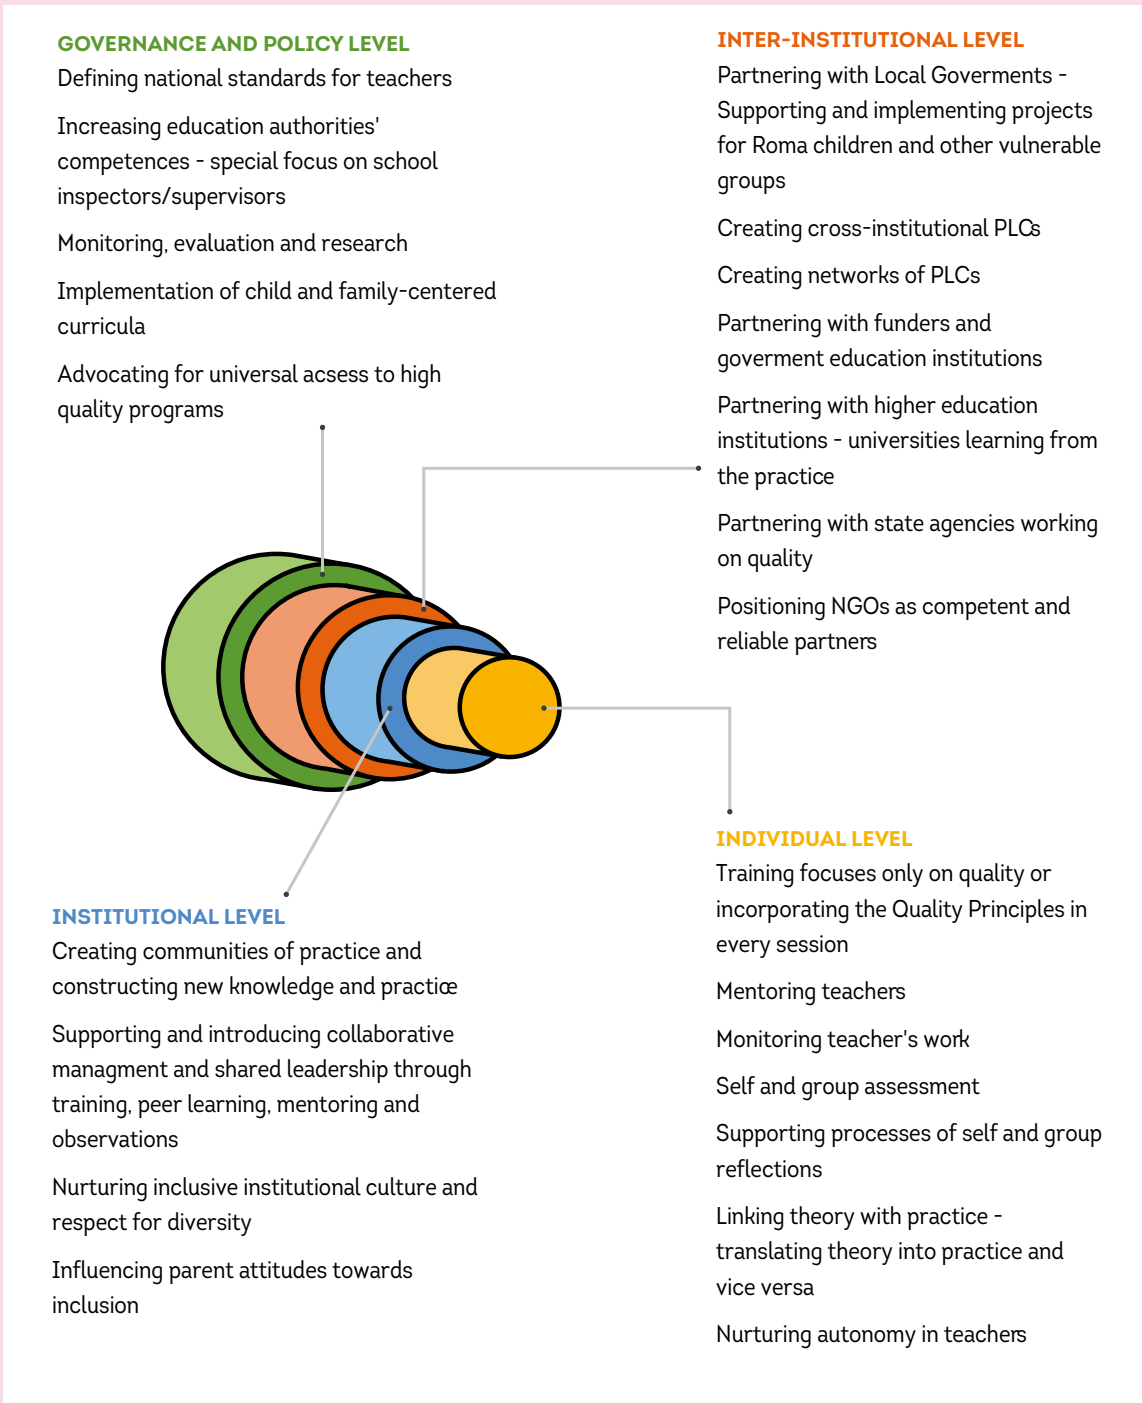 GOVERNANCE AND POLICY LEVEL
Defining national standards for teachers
Increasing education authorities'
competences - special focus on school
inspectors/supervisors
Monitoring, evaluation and research
Implementation of child and family-centered
curricula
Advocating for universal acsess to high
quality programs
INTER-INSTITUTIONAL LEVEL
Partnering with Local Goverments -
Supporting and implementing projects
for Roma children and other vulnerable
groups
Creating cross-institutional PLCs
Creating networks of PLCs
Partnering with funders and
goverment education institutions
Partnering with higher education
institutions - universities learning from
the practice
Partnering with state agencies working
on quality
Positioning NGOs as competent and
reliable partners
INSTITUTIONAL LEVEL
Creating communities of practice and
constructing new knowledge and practice
Supporting and introducing collaborative
managment and shared leadership through
training, peer learning, mentoring and
observations
Nurturing inclusive institutional culture and
respect for diversity
Influencing parent attitudes towards
inclusion
INDIVIDUAL LEVEL
Training focuses only on quality or
incorporating the Quality Principles in
every session
Mentoring teachers
Monitoring teacher's work
Self and group assessment
Supporting processes of self and group
reflections
Linking theory with practice -
translating theory into practice and
vice versa
Nurturing autonomy in teachers